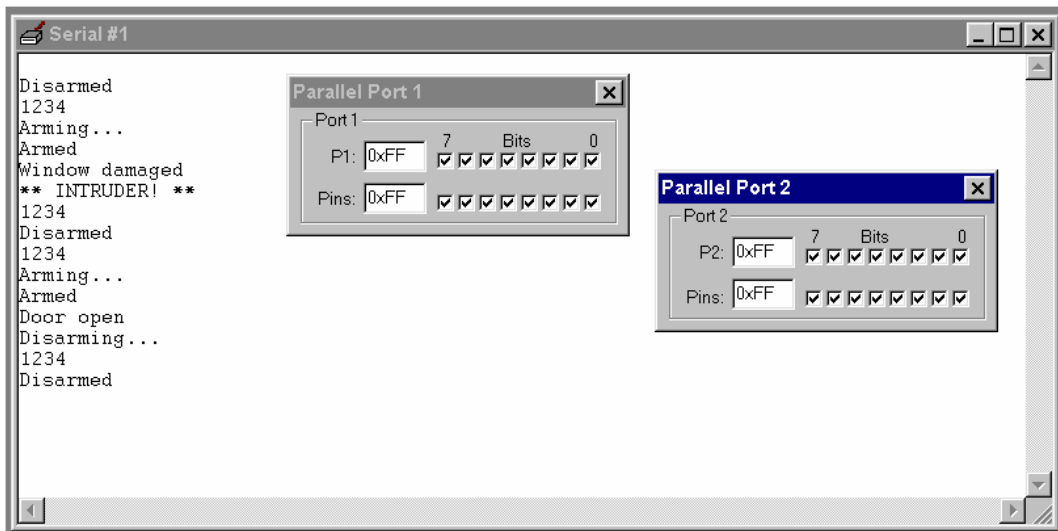 Serial #1
Disarmed
1234
Arming...
Armed
Window damaged
** INTRUDER! **
1234
Disarmed
1234
Arming...
Armed
Door open
Disarming...
1234
Disarmed
Parallel Port 1
Port 1
7 Bits 0
P1: 0xFF
Pins: 0xFF
Parallel Port 2
Port 2
7 Bits 0
P2: 0xFF
Pins: 0xFF